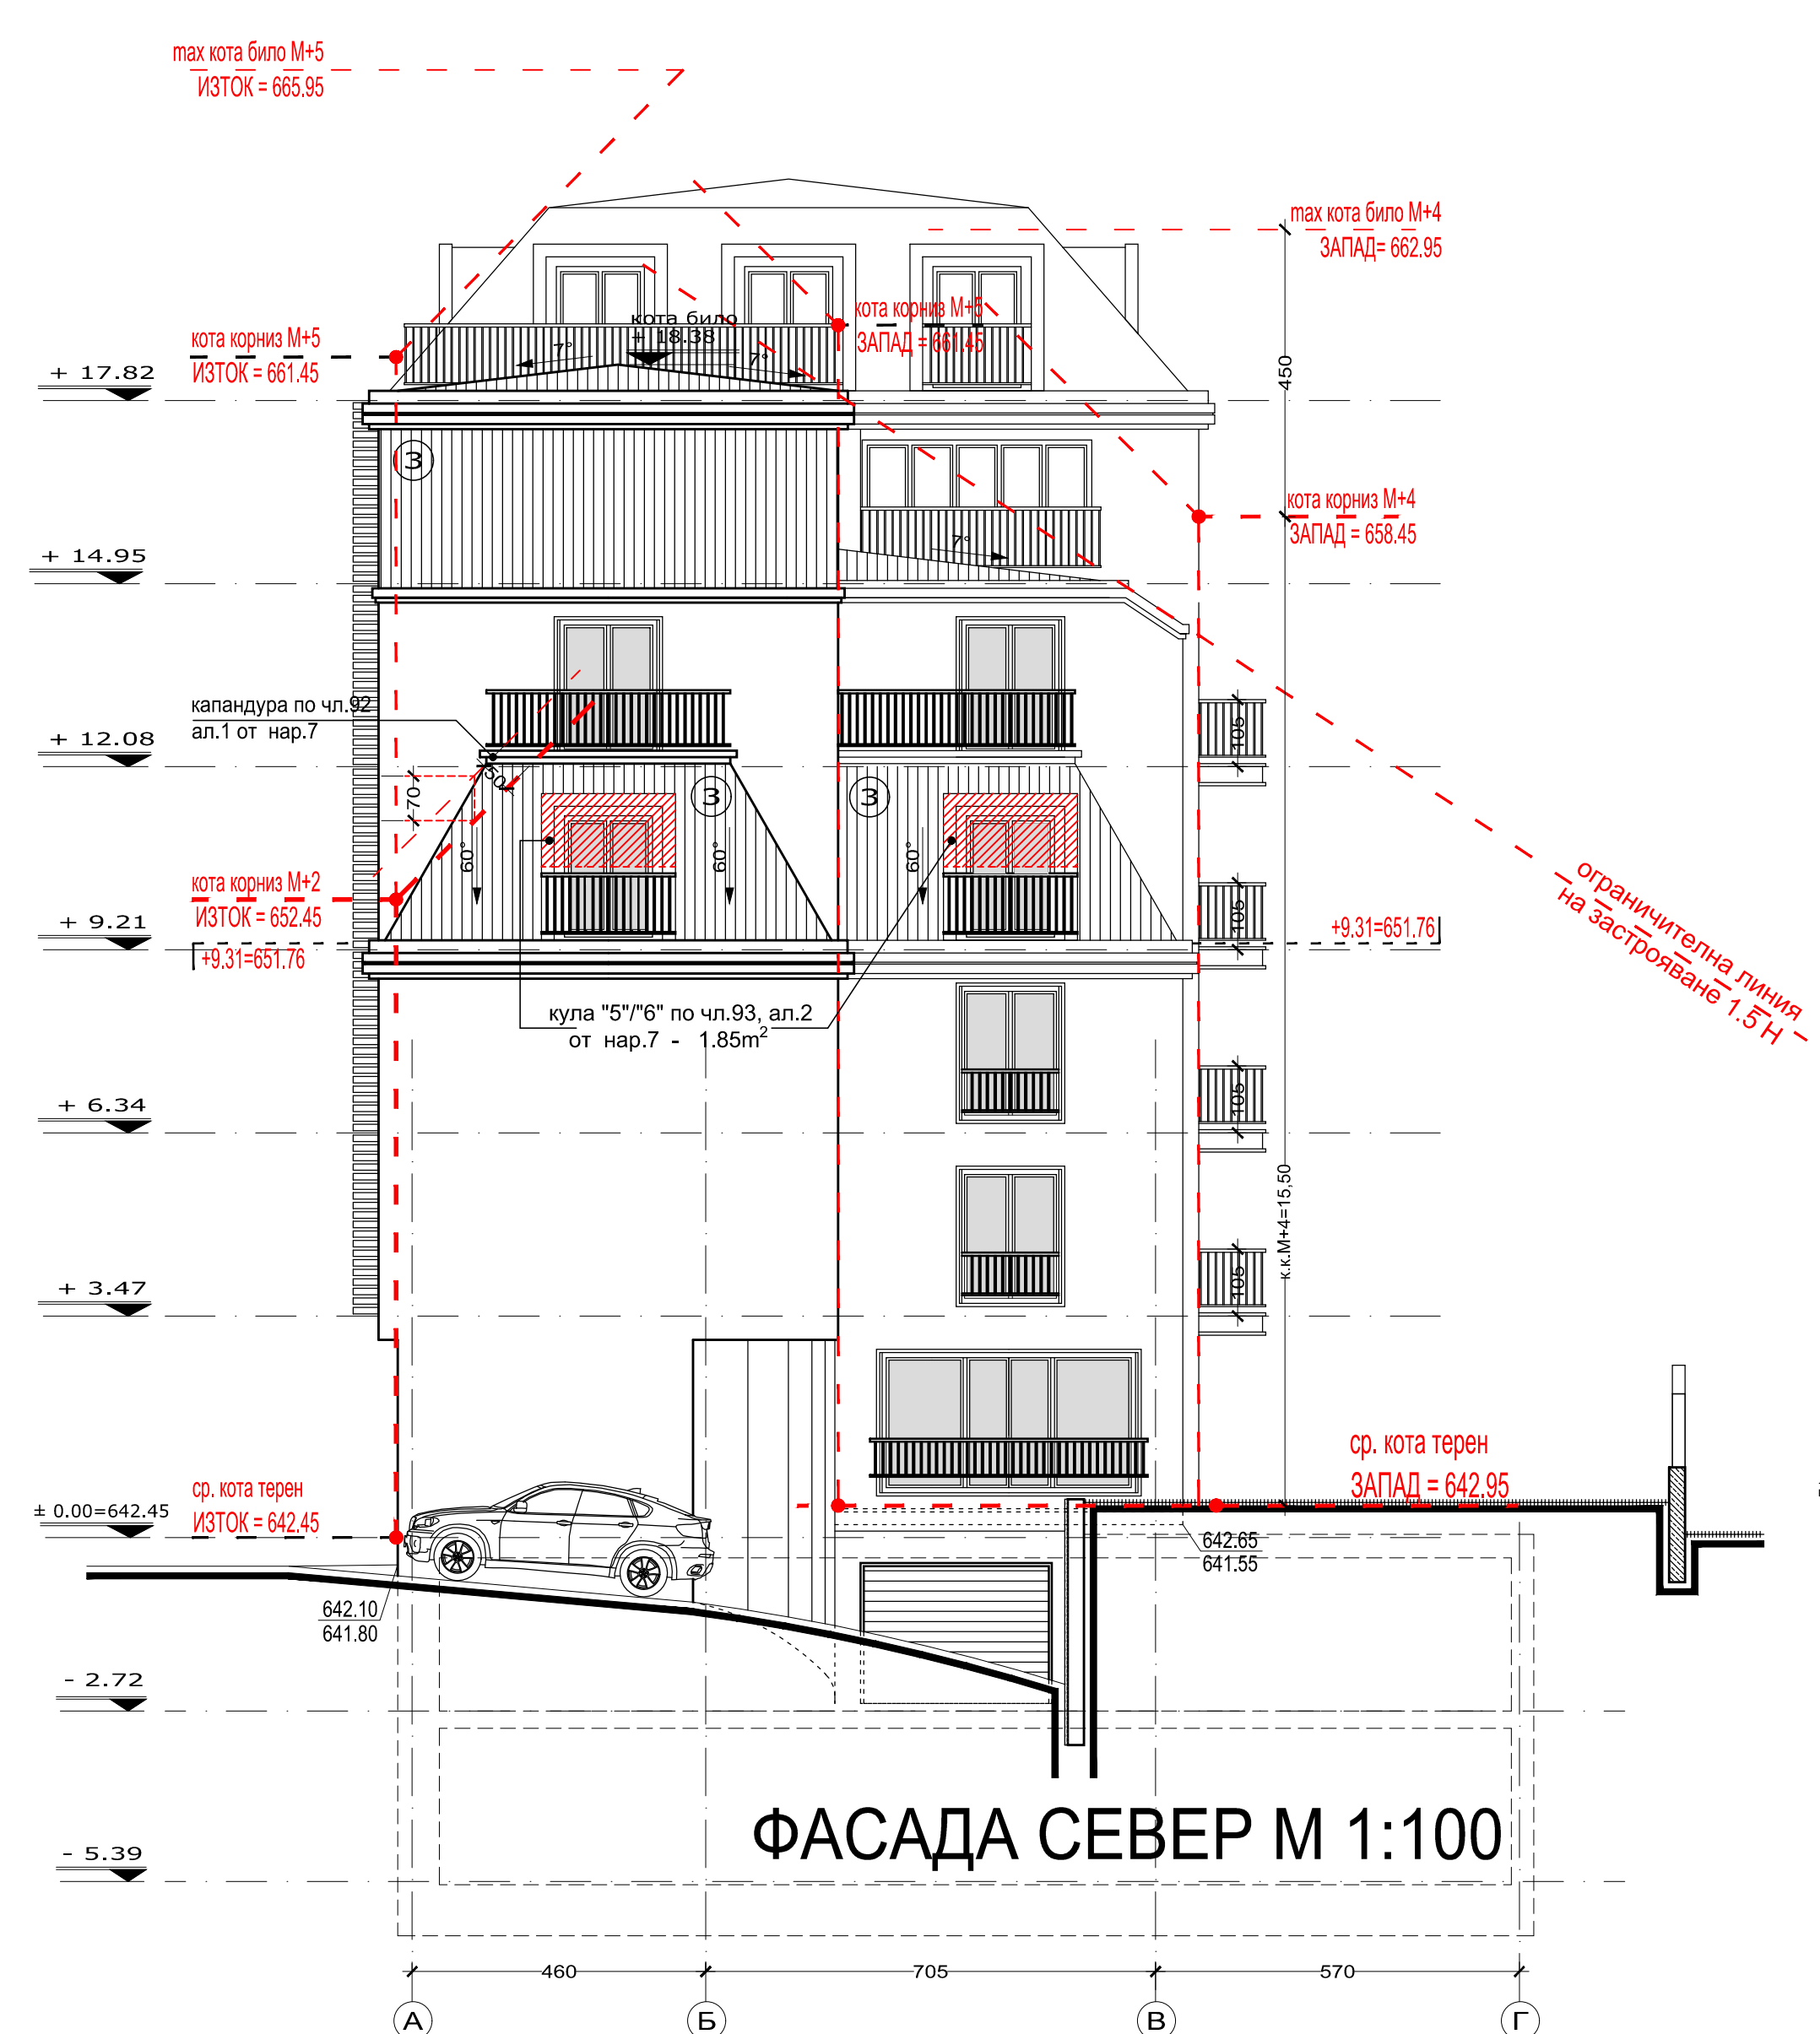 max кота било М+5
ИЗТОК = 665.95
max кота било М+4
ЗАПАД= 662.95
кота корниз М+5
ЗАПАД = 661.45
кота било
+ 18.38
7°
7°
кота корниз М+5
ИЗТОК = 661.45
450
+ 17.82
3
кота корниз М+4
ЗАПАД = 658.45
7°
+ 14.95
капандура по чл.92
ал.1 от нар.7
105
+ 12.08
50
70
3
3
60°
60°
60°
кота корниз М+2
ИЗТОК = 652.45
ограничителна линия
на застрояване 1.5 Н
105
+ 9.21
+9,31=651,76
+9,31=651,76
кула "5"/"6" по чл.93, ал.2
от нар.7 - 1.85m²
+ 6.34
105
к.к.М+4=15,50
+ 3.47
105
ср. кота терен
ЗАПАД = 642.95
ср. кота терен
ИЗТОК = 642.45
± 0.00=642.45
642.65
641.55
642.10
641.80
- 2.72
ФАСАДА СЕВЕР М 1:100
- 5.39
460
705
570
А
Б
В
Г